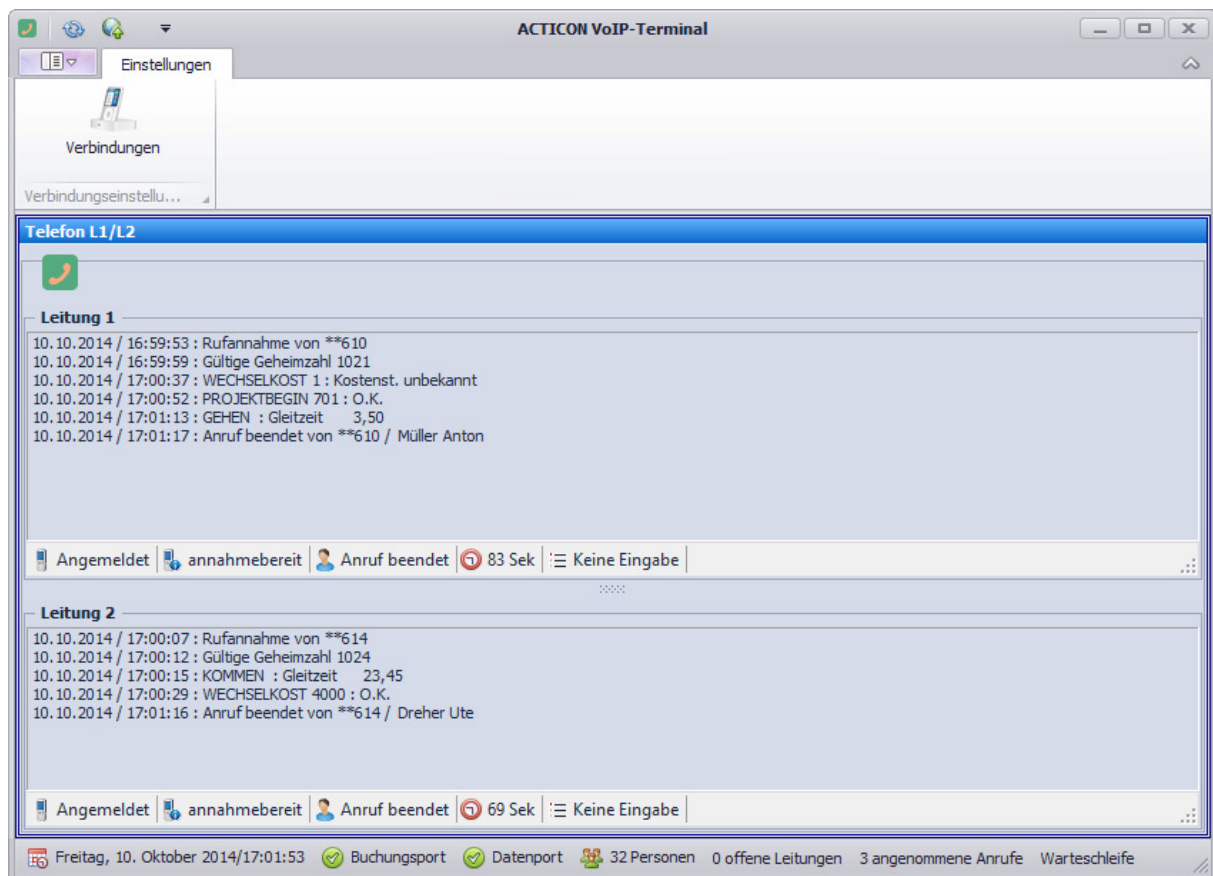 ACTICON VoIP-Terminal
Einstellungen
Verbindungen
Verbindungseinstellu...
Telefon L1/L2
Leitung 1
10.10.2014 / 16:59:53 : Rufannahme von **610
10.10.2014 / 16:59:59 : Gültige Geheimzahl 1021
10.10.2014 / 17:00:37 : WECHSELKOST 1 : Kostenst. unbekannt
10.10.2014 / 17:00:52 : PROJEKTBEGIN 701 : O.K.
10.10.2014 / 17:01:13 : GEHEN : Gleitzeit 3,50
10.10.2014 / 17:01:17 : Anruf beendet von **610 / Müller Anton
Angemeldet annahmebereit Anruf beendet 83 Sek Keine Eingabe
Leitung 2
10.10.2014 / 17:00:07 : Rufannahme von **614
10.10.2014 / 17:00:12 : Gültige Geheimzahl 1024
10.10.2014 / 17:00:15 : KOMMEN : Gleitzeit 23,45
10.10.2014 / 17:00:29 : WECHSELKOST 4000 : O.K.
10.10.2014 / 17:01:16 : Anruf beendet von **614 / Dreher Ute
Angemeldet annahmebereit Anruf beendet 69 Sek Keine Eingabe
Freitag, 10. Oktober 2014/17:01:53 Buchungsport Datenport 32 Personen 0 offene Leitungen 3 angenommene Anrufe Warteschleife